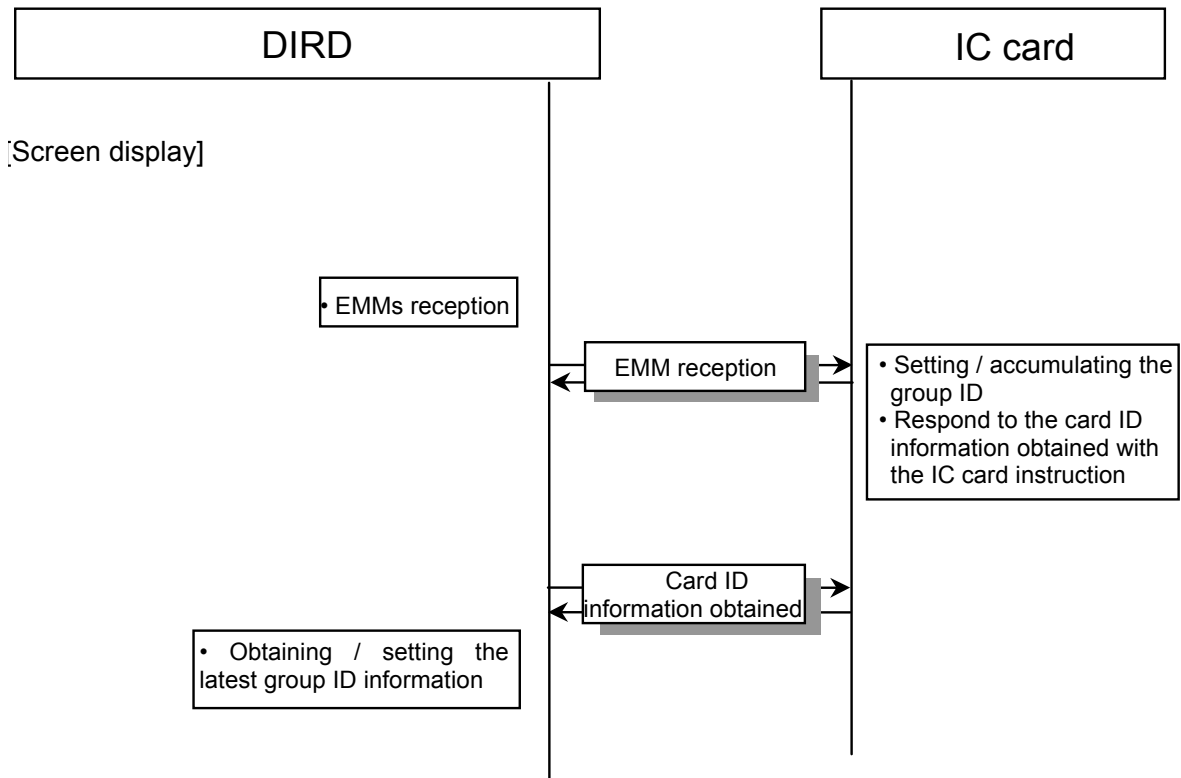 DIRD
IC card
[Screen display]
• EMMs reception
EMM reception
• Setting / accumulating the
group ID
• Respond to the card ID
information obtained with
the IC card instruction
Card ID
information obtained
• Obtaining / setting the
latest group ID information